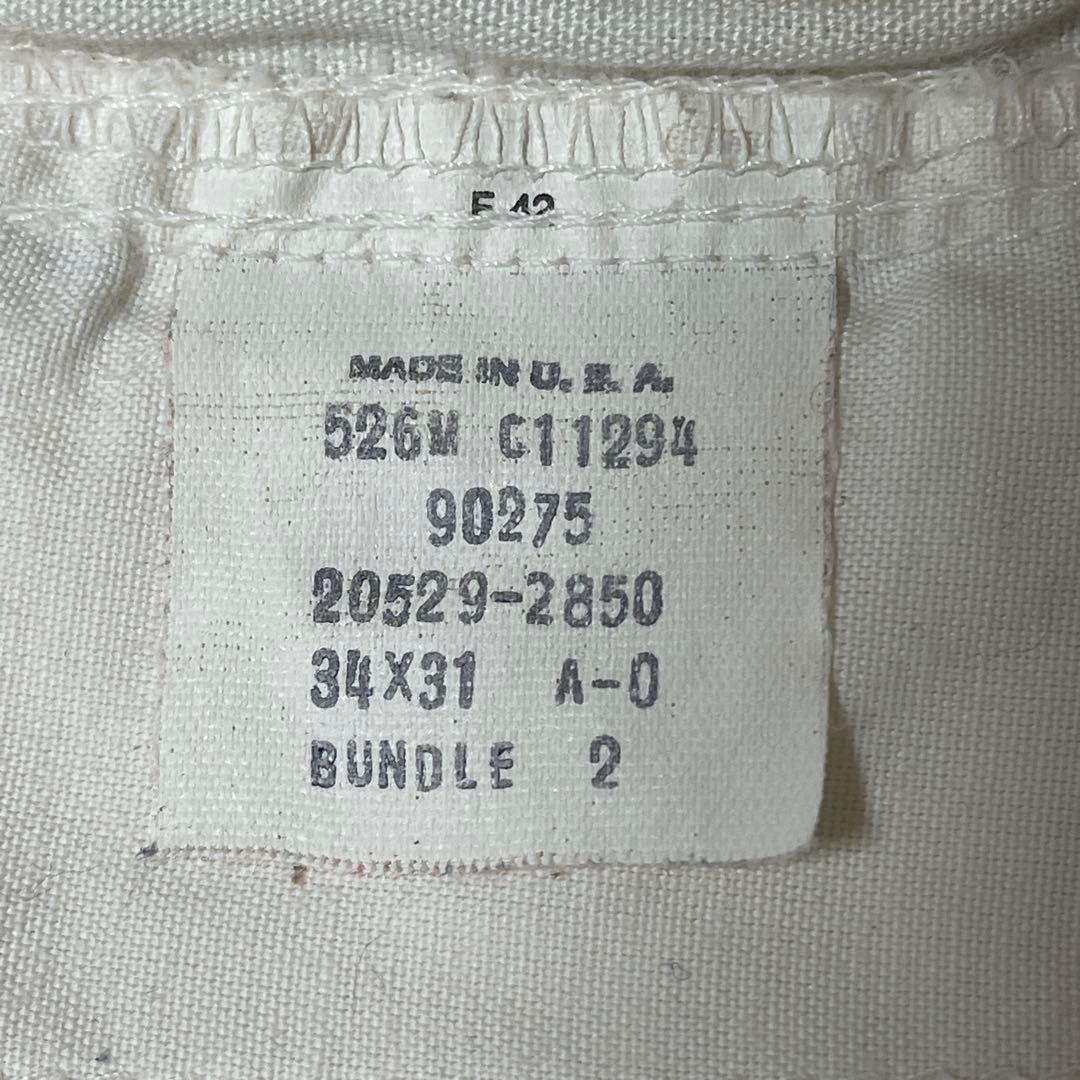 MADE IN U.S.A.
526M C11294
90275
20529-2850
34X31 A-0
BUNDLE 2